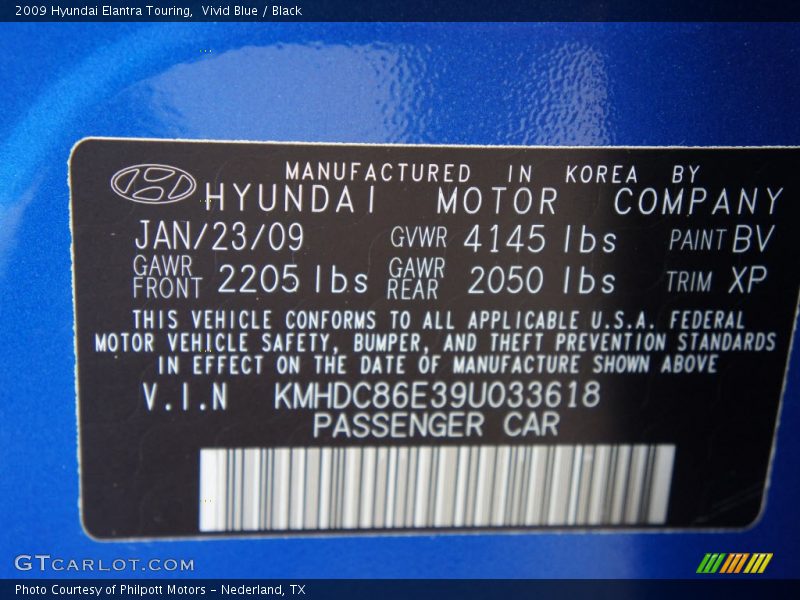 2009 Hyundai Elantra Touring,  Vivid Blue / Black
MANUFACTURED IN KOREA BY
HYUNDAI MOTOR COMPANY
JAN/23/09 GVWR 4145 lbs PAINT BV
GAWR FRONT 2205 lbs GAWR REAR 2050 lbs TRIM XP
THIS VEHICLE CONFORMS TO ALL APPLICABLE U.S.A. FEDERAL
MOTOR VEHICLE SAFETY, BUMPER, AND THEFT PREVENTION STANDARDS
IN EFFECT ON THE DATE OF MANUFACTURE SHOWN ABOVE
V.I.N KMHDC86E39U033618
PASSENGER CAR
GTCARLOT.COM
Photo Courtesy of Philpott Motors - Nederland, TX